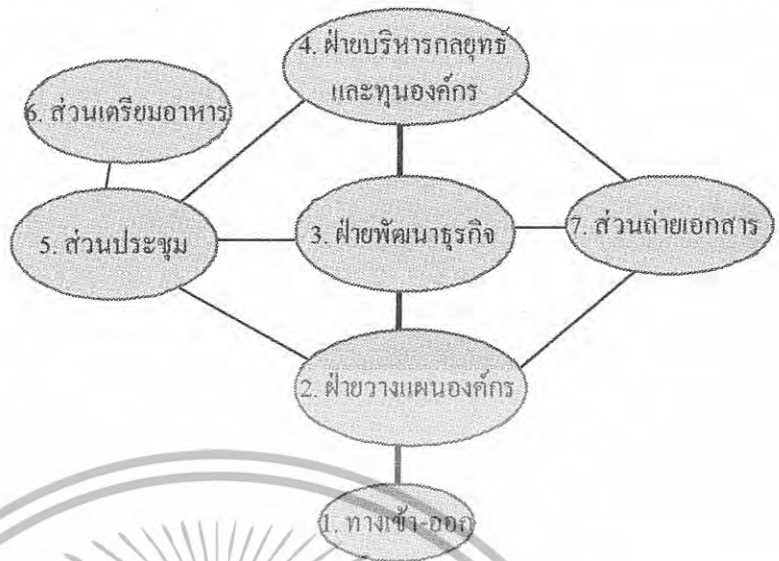 4. ฝ่ายบริหารกลยุทธ์
และทุนองค์กร
6. ส่วนเตรียมอาหาร
5. ส่วนประชุม
3. ฝ่ายพัฒนาธุรกิจ
7. ส่วนถ่ายเอกสาร
2. ฝ่ายวางแผนองค์กร
1. ทางเข้า-ออก